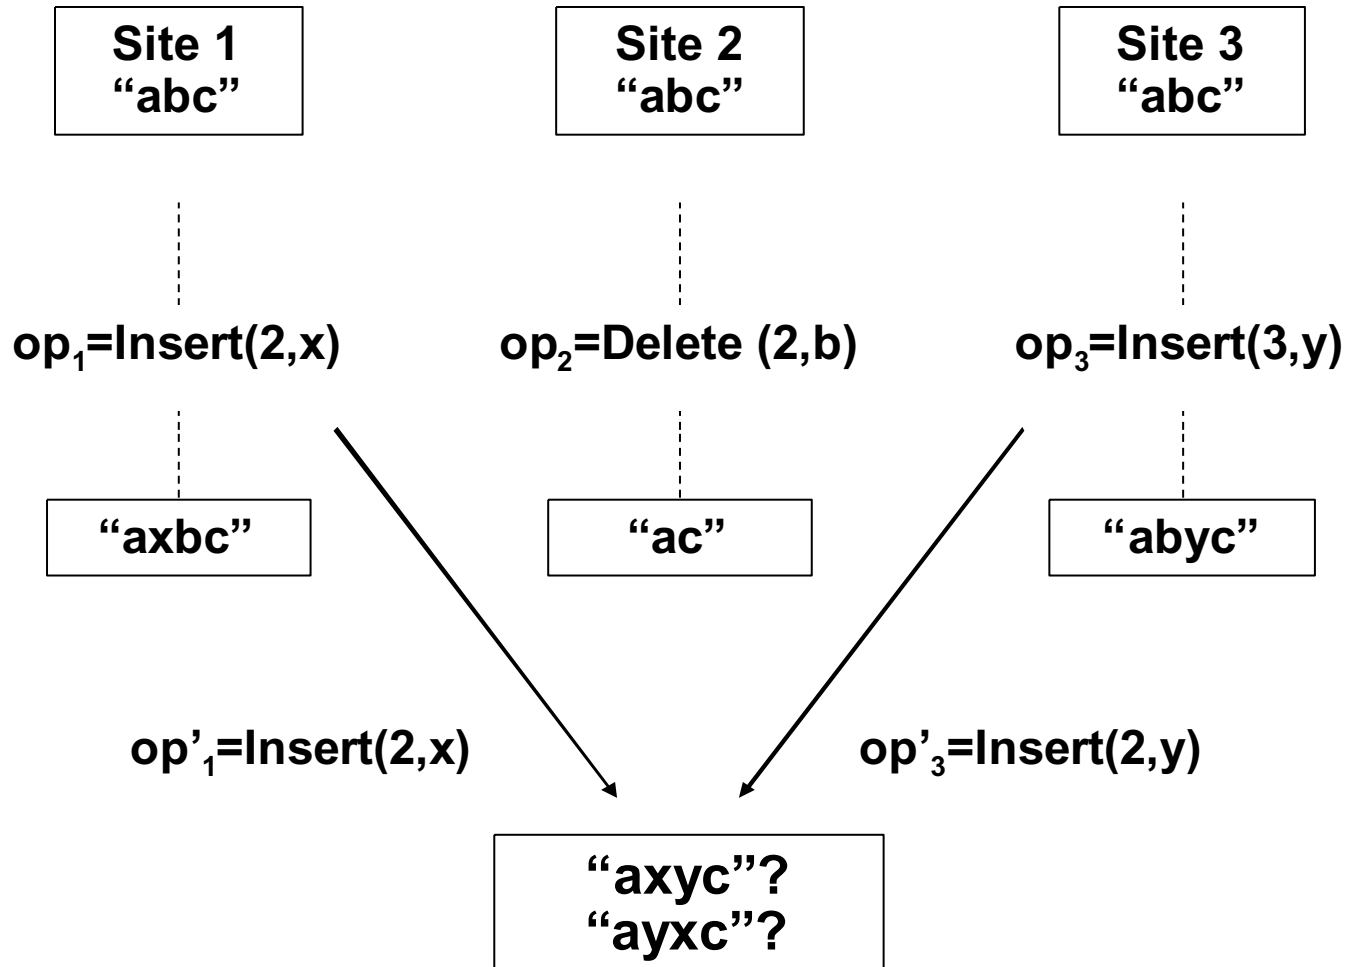 Site 1
“abc”
Site 2
“abc”
Site 3
“abc”
op₁=Insert(2,x)
op₂=Delete (2,b)
op₃=Insert(3,y)
“axbc”
“ac”
“abyc”
op’₁=Insert(2,x)
op’₃=Insert(2,y)
“axyc”?
“ayxc”?